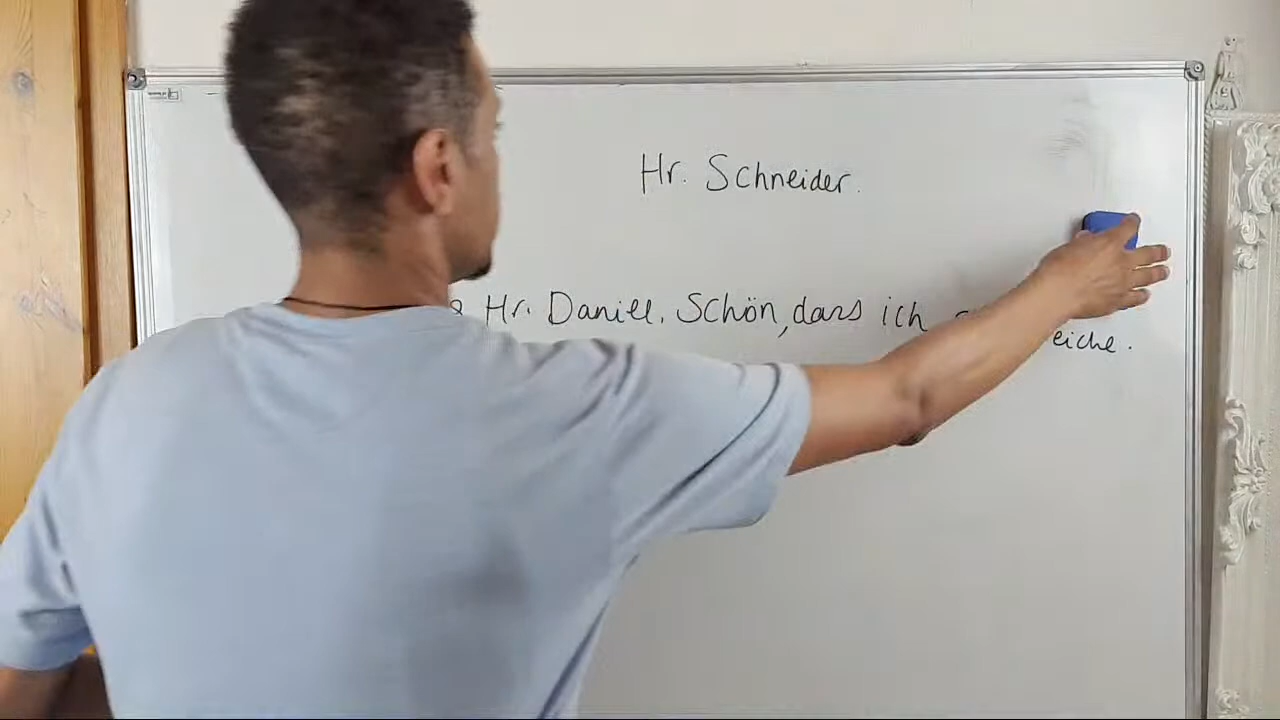 Hr. Schneider.
Hr. Daniel. Schön, dass ich
eiche.